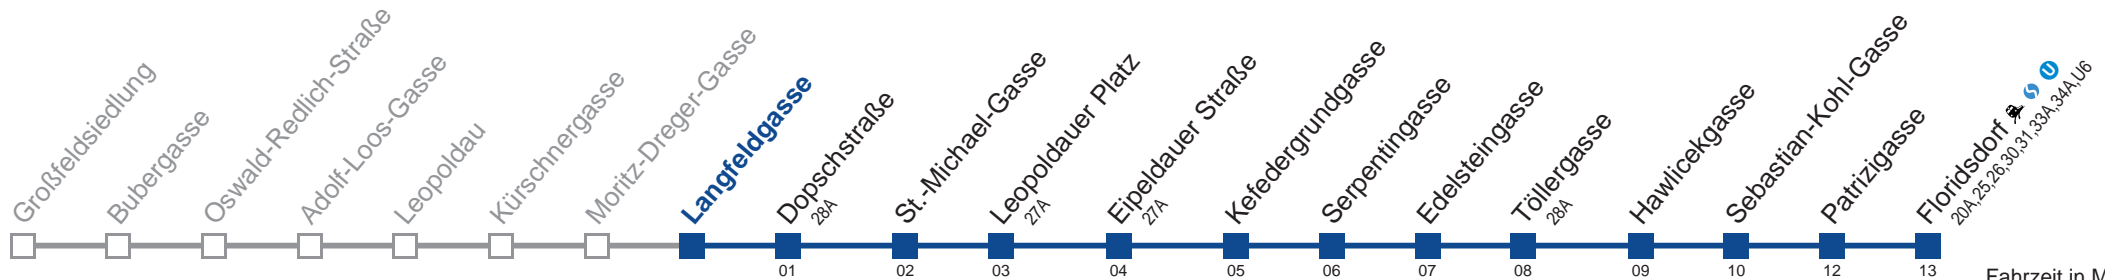 Großfeldsiedlung
Bubergasse
Oswald-Redlich-Straße
Adolf-Loos-Gasse
Leopoldau
Kürschnergasse
Moritz-Dreger-Gasse
Langfeldgasse
Dopschstraße
28A
St.-Michael-Gasse
Leopoldauer Platz
27A
Eipeldauer Straße
27A
Kefedergrundgasse
Serpentingasse
Edelsteingasse
Töllergasse
28A
Hawlicekgasse
Sebastian-Kohl-Gasse
Patrizigasse
Floridsdorf S U
20A,25,26,30,31,33A,34A,U6
01 02 03 04 05 06 07 08 09 10 12 13
Fahrzeit in M